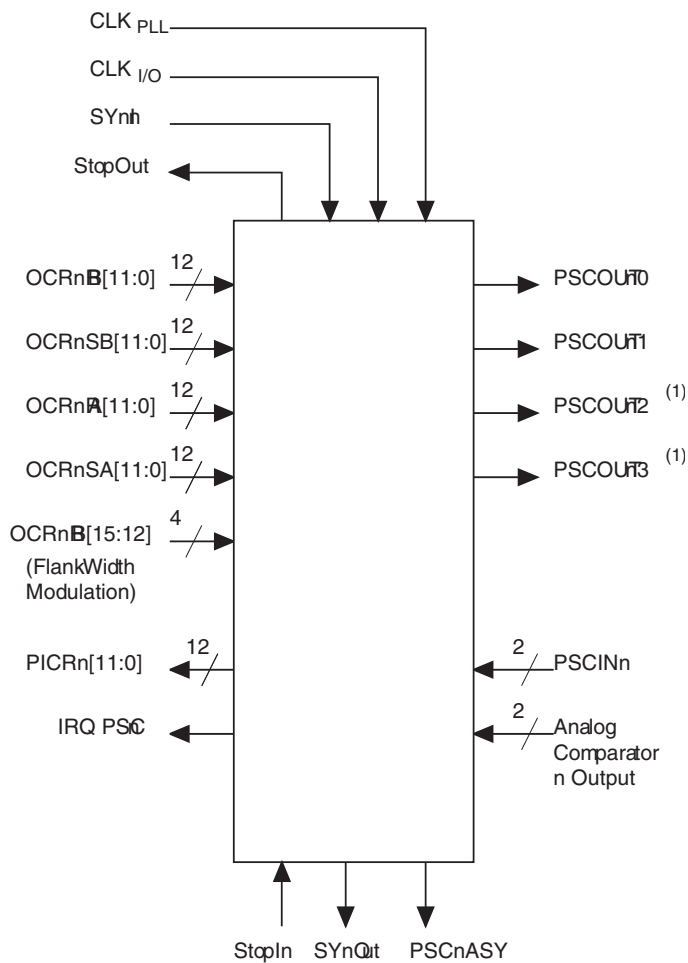 CLK PLL
CLK I/O
SYnIn
StopOut
12
OCRnRB[11:0]
PSCOUTn0
12
OCRnSB[11:0]
PSCOUTn1
12
OCRnRA[11:0]
PSCOUTn2 (1)
12
OCRnSA[11:0]
PSCOUTn3 (1)
4
OCRnRB[15:12]
(Flank Width
Modulation)
12
PICRn[11:0]
2
PSCINn
IRQ PSCn
2
Analog
Comparator
n Output
StopIn SYnOut PSCnASY